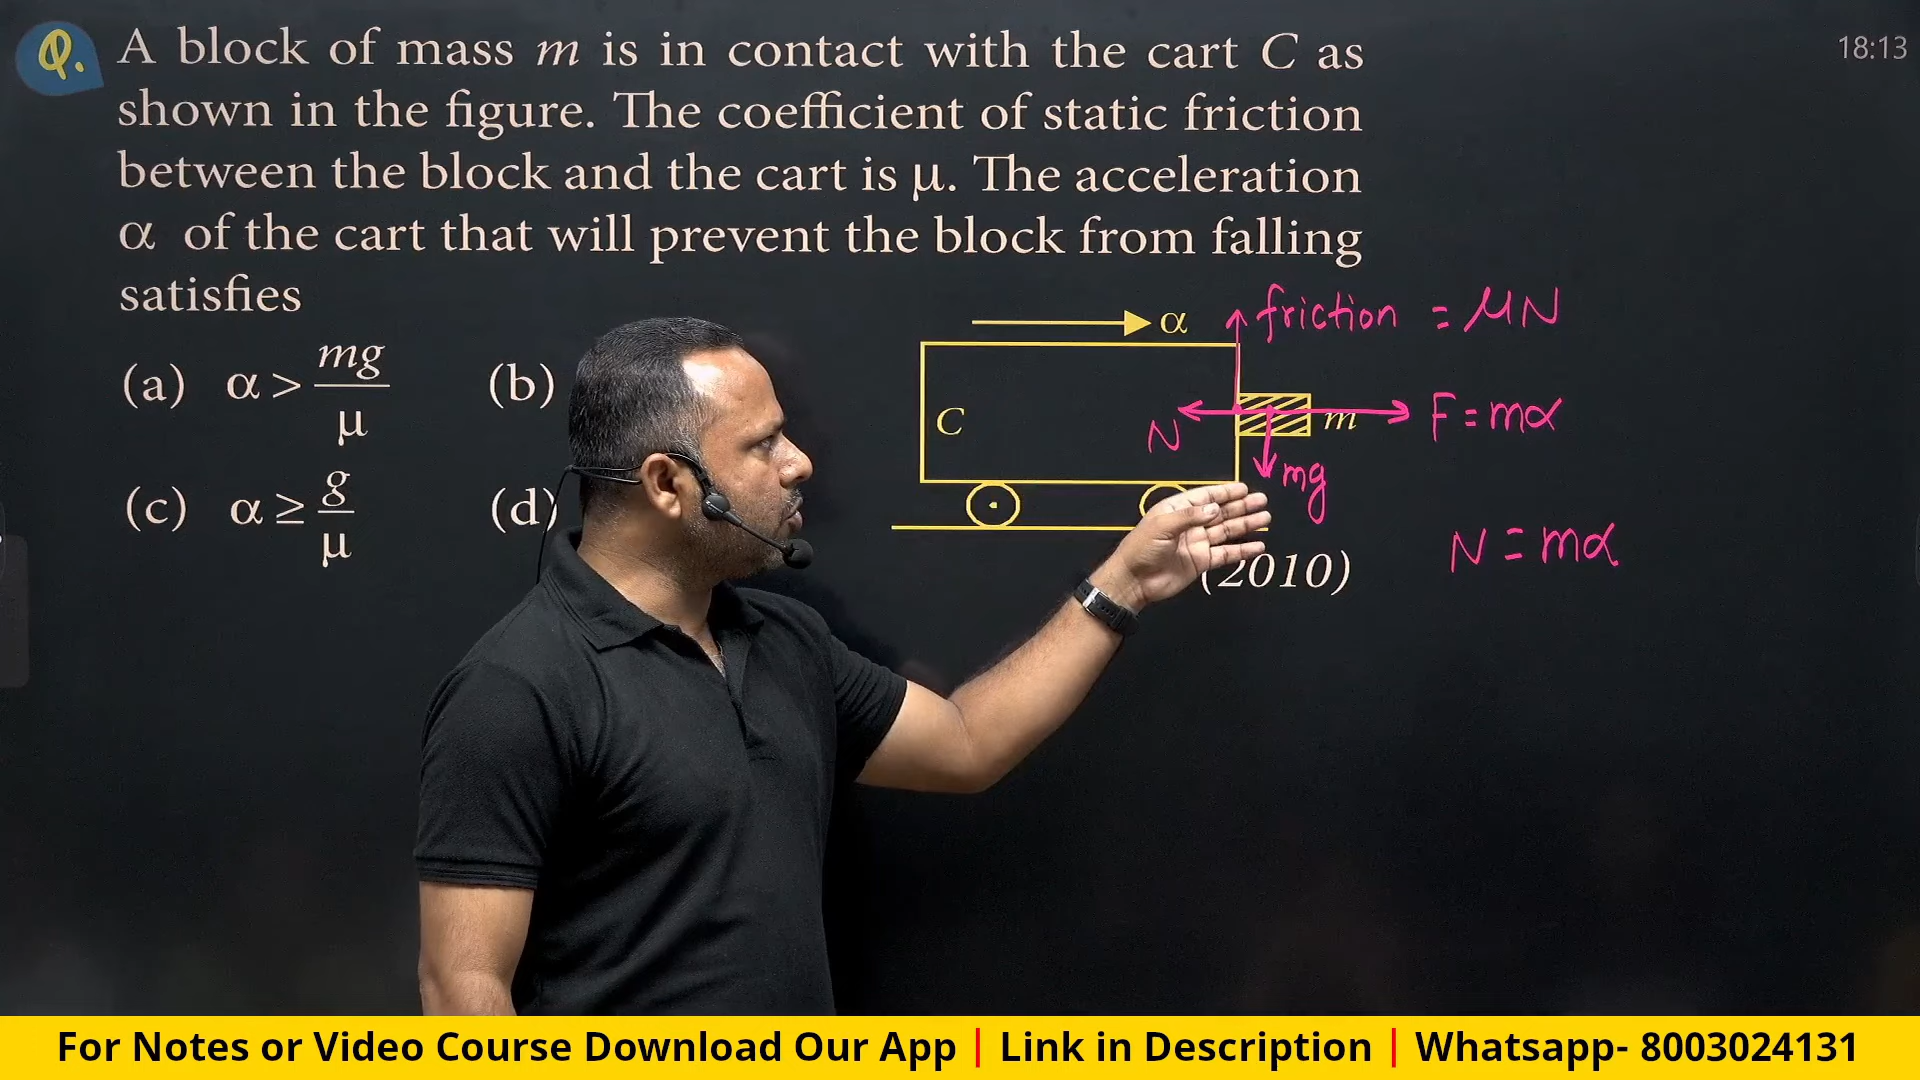 Q. A block of mass m is in contact with the cart C as
shown in the figure. The coefficient of static friction
between the block and the cart is μ. The acceleration
α of the cart that will prevent the block from falling
satisfies
(a) α > mg/μ (b)
(c) α ≥ g/μ (d)
18:13
α
friction = μN
C
N
m
F = mα
mg
N = mα
(2010)
For Notes or Video Course Download Our App | Link in Description | Whatsapp- 8003024131